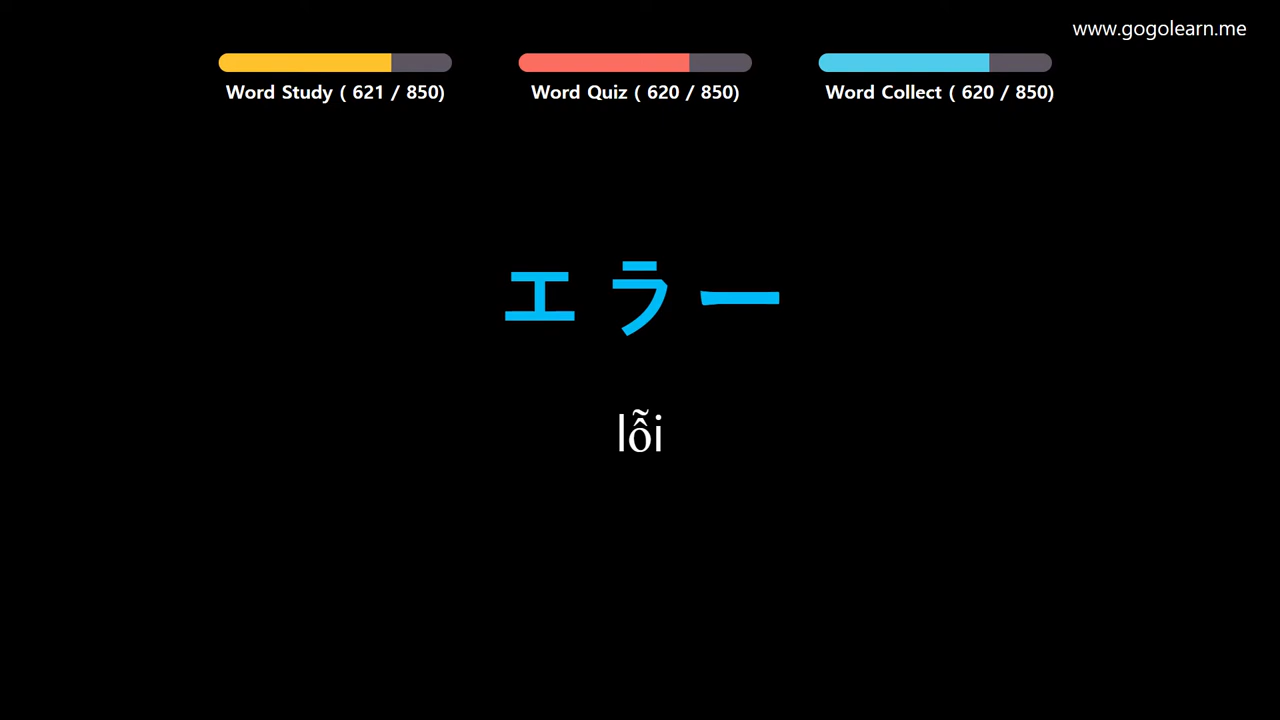 www.gogolearn.me
Word Study ( 621 / 850)
Word Quiz ( 620 / 850)
Word Collect ( 620 / 850)
エラー
lỗi